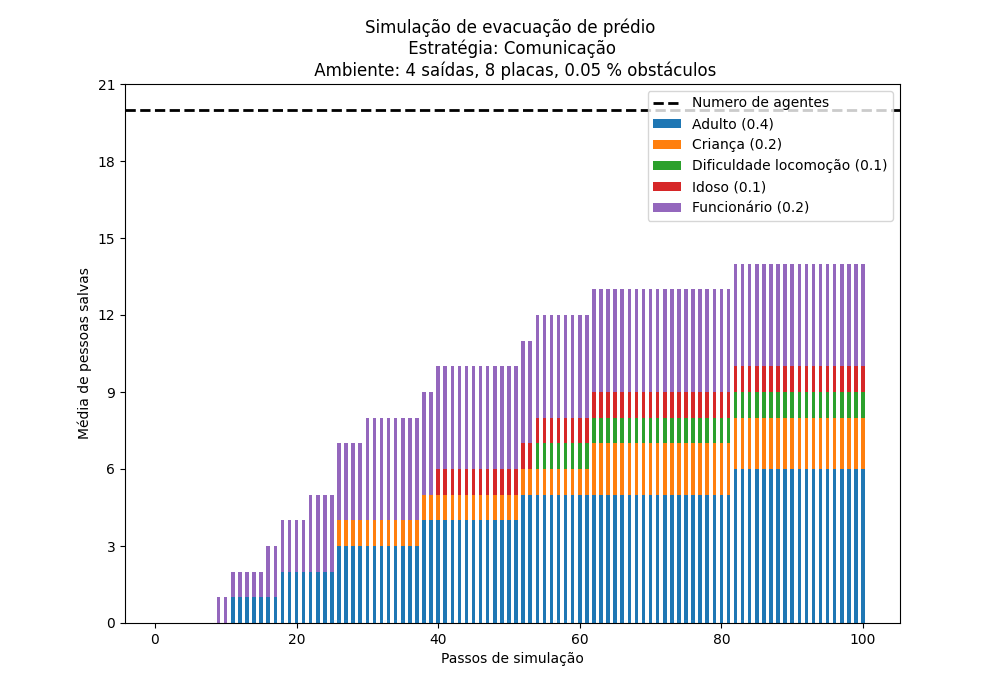 Simulação de evacuação de prédio
Estratégia: Comunicação
Ambiente: 4 saídas, 8 placas, 0.05 % obstáculos
Numero de agentes
Adulto (0.4)
Criança (0.2)
Dificuldade locomoção (0.1)
Idoso (0.1)
Funcionário (0.2)
Média de pessoas salvas
21
18
15
12
9
6
3
0
0 20 40 60 80 100
Passos de simulação